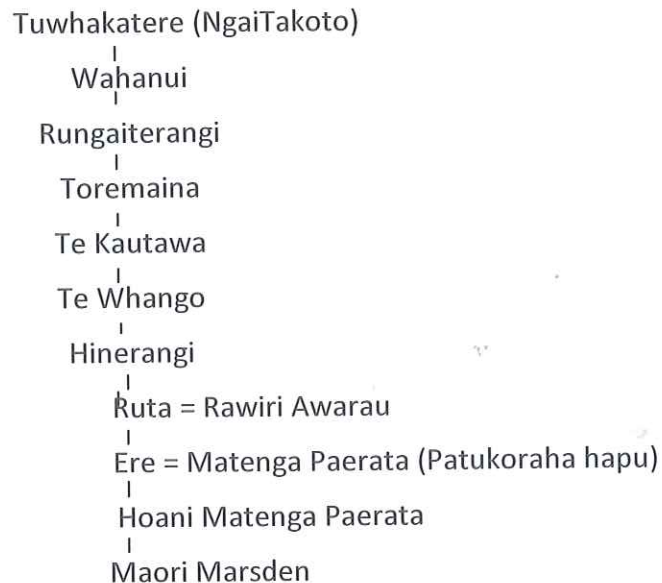 Tuwhakatere (NgaiTakoto)
Wahanui
Rungaiterangi
Toremaina
Te Kautawa
Te Whango
Hinerangi
Ruta = Rawiri Awarau
Ere = Matenga Paerata (Patukoraha hapu)
Hoani Matenga Paerata
Maori Marsden